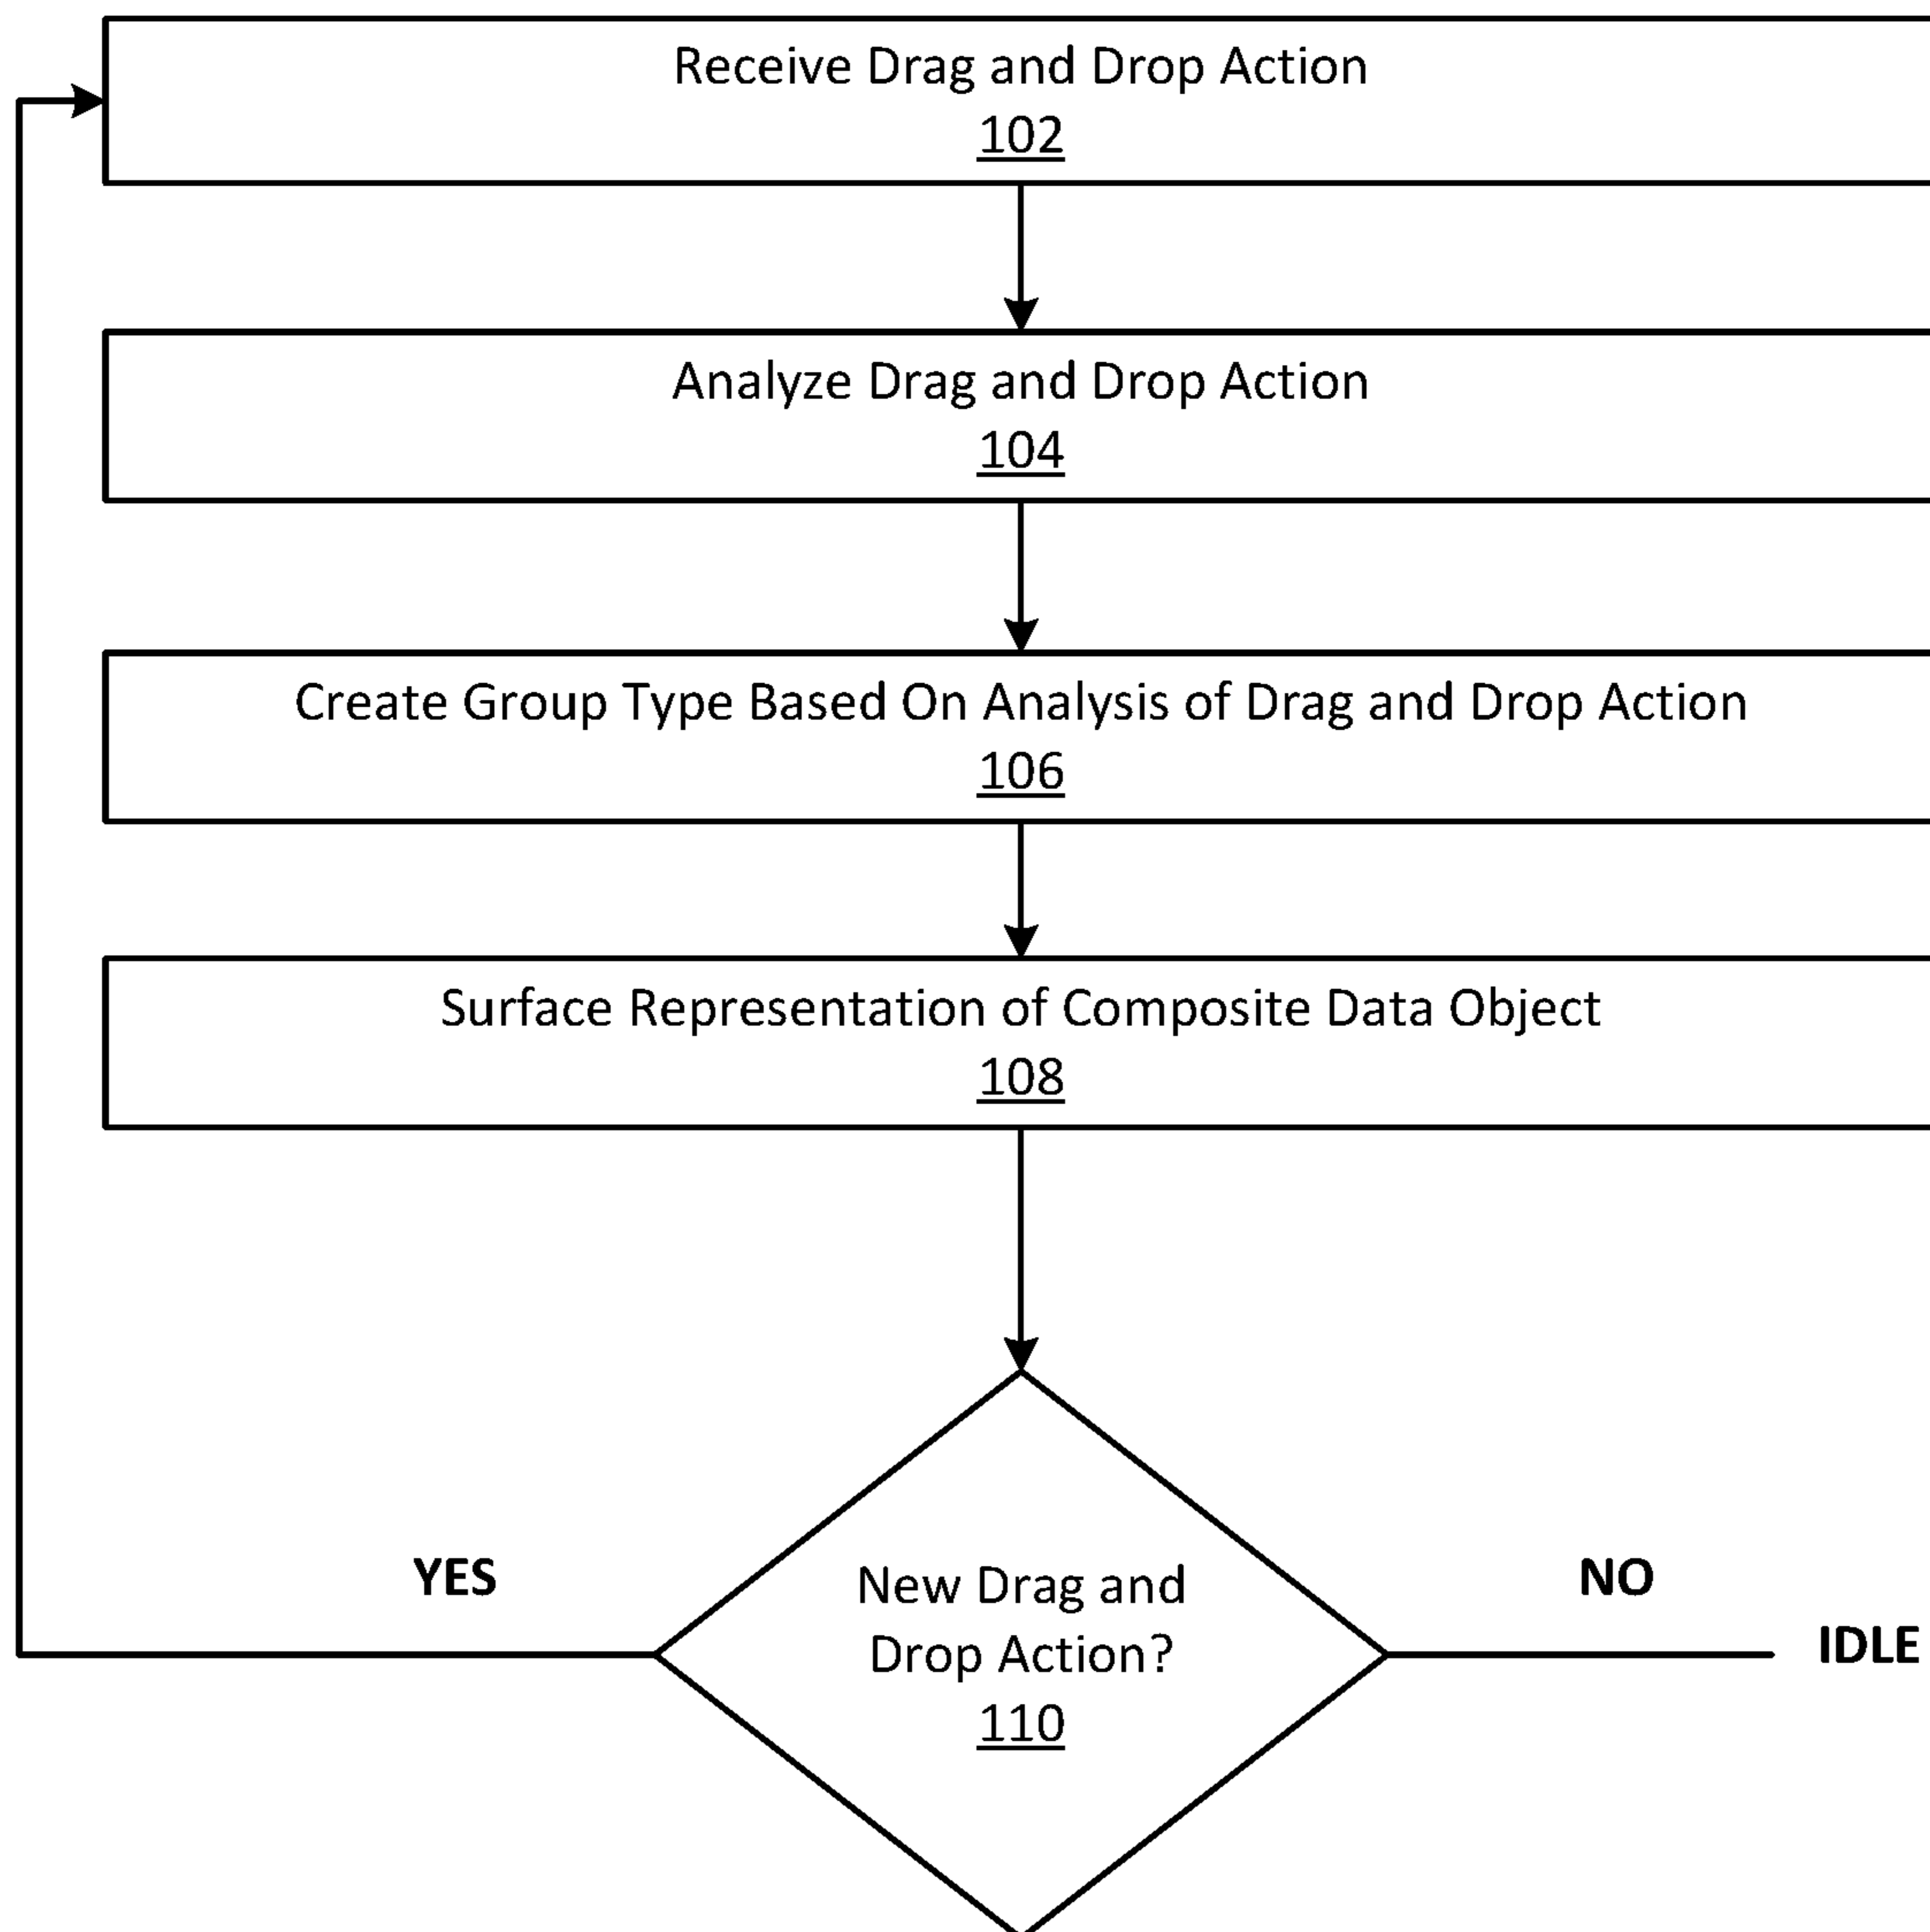 Receive Drag and Drop Action
102
Analyze Drag and Drop Action
104
Create Group Type Based On Analysis of Drag and Drop Action
106
Surface Representation of Composite Data Object
108
YES
New Drag and
Drop Action?
110
NO
IDLE